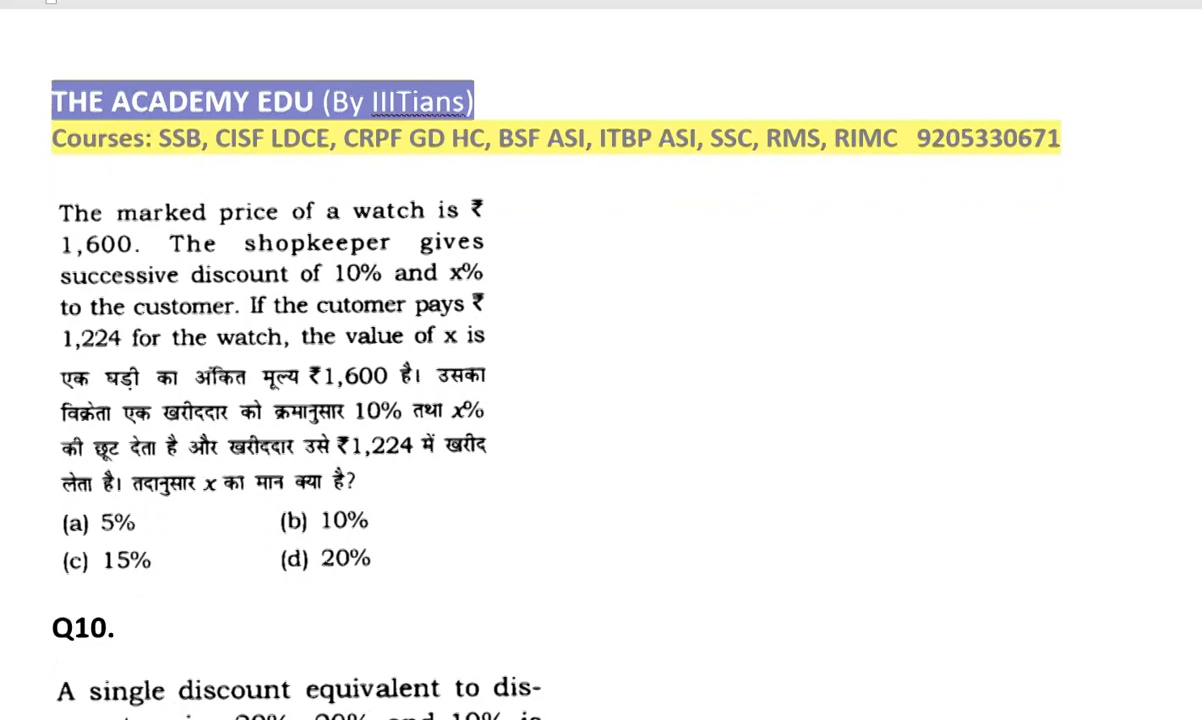 THE ACADEMY EDU (By IIITians)
Courses: SSB, CISF LDCE, CRPF GD HC, BSF ASI, ITBP ASI, SSC, RMS, RIMC 9205330671
The marked price of a watch is ₹
1,600. The shopkeeper gives
successive discount of 10% and x%
to the customer. If the cutomer pays ₹
1,224 for the watch, the value of x is
एक घड़ी का अंकित मूल्य ₹1,600 है। उसका
विक्रेता एक खरीददार को क्रमानुसार 10% तथा x%
की छूट देता है और खरीददार उसे ₹1,224 में खरीद
लेता है। तदानुसार x का मान क्या है?
(a) 5% (b) 10%
(c) 15% (d) 20%
Q10.
A single discount equivalent to dis-
20% 10% is